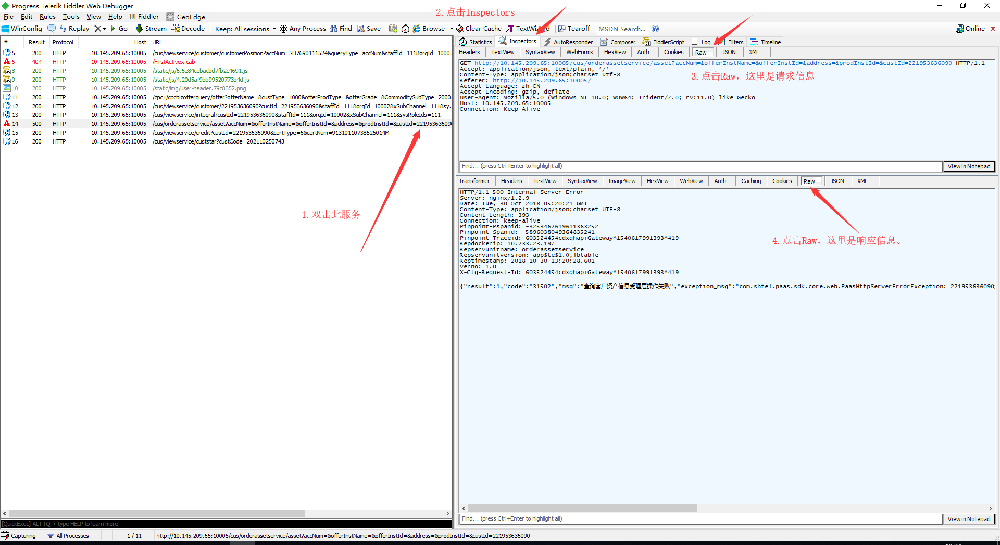 Progress Telerik Fiddler Web Debugger
File Edit Rules Tools View Help Fiddler GeoEdge
2.点击Inspectors
WinConfig Replay Go Stream Decode Keep: All sessions Any Process Find Save Browse Clear Cache TextWiz d Tearoff MSDN Search... Online
# Result Protocol Host URL
5 200 HTTP 10.145.209.65:10005 /cus/viewservice/customer/customerPosition?accNum=SH7690111524&queryType=accNum&staffId=111&orgId=1000...
6 404 HTTP 10.145.209.65:10005 /FirstActivex.cab
8 200 HTTP 10.145.209.65:10005 /static/js/6.6e84cebacbd7fb2c4691.js
9 200 HTTP 10.145.209.65:10005 /static/js/4.20d5af9bb99520773b4d.js
10 200 HTTP 10.145.209.65:10005 /static/img/user-header.79c8352.png
11 200 HTTP 10.145.209.65:10005 /cpc1/cpcbizofferquery/offer?offerName=&custType=1000&offerProdType=&offerGrade=&CommoditySubType=2000...
12 200 HTTP 10.145.209.65:10005 /cus/viewservice/customer/221953636090?custId=221953636090&staffId=111&orgId=10002&xSubChannel=111&sy...
13 200 HTTP 10.145.209.65:10005 /cus/viewservice/integral?custId=221953636090&staffId=111&orgId=10002&xSubChannel=111&sysRoleIds=111
14 500 HTTP 10.145.209.65:10005 /cus/orderassetservice/asset?accNum=&offerInstName=&offerInstId=&address=&prodInstId=&custId=221953636090
15 200 HTTP 10.145.209.65:10005 /cus/viewservice/credit?custId=221953636090&certType=6&certNum=91310110738525014M
16 200 HTTP 10.145.209.65:10005 /cus/viewservice/custstar?custCode=202110250743
1.双击此服务
[QuickExec] ALT+Q > type HELP to learn more
Statistics Inspectors AutoResponder Composer FiddlerScript Log Filters Timeline
Headers TextView SyntaxView WebForms HexView Auth Cookies Raw JSON XML
GET http://10.145.209.65:10005/cus/orderassetservice/asset?accNum=&offerInstName=&offerInstId=&address=&prodInstId=&custId=221953636090 HTTP/1.1
Accept: application/json, text/plain, */*
Content-Type: application/json;charset=utf-8
Referer: http://10.145.209.65:10005/
Accept-Language: zh-CN
Accept-Encoding: gzip, deflate
User-Agent: Mozilla/5.0 (Windows NT 10.0; WOW64; Trident/7.0; rv:11.0) like Gecko
Host: 10.145.209.65:10005
Connection: Keep-Alive
3.点击Raw，这里是请求信息
Find... (press Ctrl+Enter to highlight all) View in Notepad
Transformer Headers TextView SyntaxView ImageView HexView WebView Auth Caching Cookies Raw JSON XML
HTTP/1.1 500 Internal Server Error
Server: nginx/1.2.9
Date: Tue, 30 Oct 2018 05:20:21 GMT
Content-Type: application/json;charset=UTF-8
Content-Length: 393
Connection: keep-alive
Pinpoint-Pspanid: -3253462619611363252
Pinpoint-Spanid: -5896038049364835241
Pinpoint-Traceid: 603524454cdxqhapiGateway^1540617991393^419
Repdockerip: 10.233.23.197
Repservunitname: orderassetservice
Repservunitversion: app$te$1.0,lbtable
Reptimestamp: 2018-10-30 13:20:28.601
Verno: 1.0
X-Ctg-Request-Id: 603524454cdxqhapiGateway^1540617991393^419
4.点击Raw，这里是响应信息。
{"result":1,"code":"31502","msg":"查询客户资产信息受理层操作失败","exception_msg":"com.shtel.paas.sdk.core.web.PaasHttpServerErrorException: 221953636090
Find... (press Ctrl+Enter to highlight all) View in Notepad
Capturing All Processes 1 / 11 http://10.145.209.65:10005/cus/orderassetservice/asset?accNum=&offerInstName=&offerInstId=&address=&prodInstId=&custId=221953636090